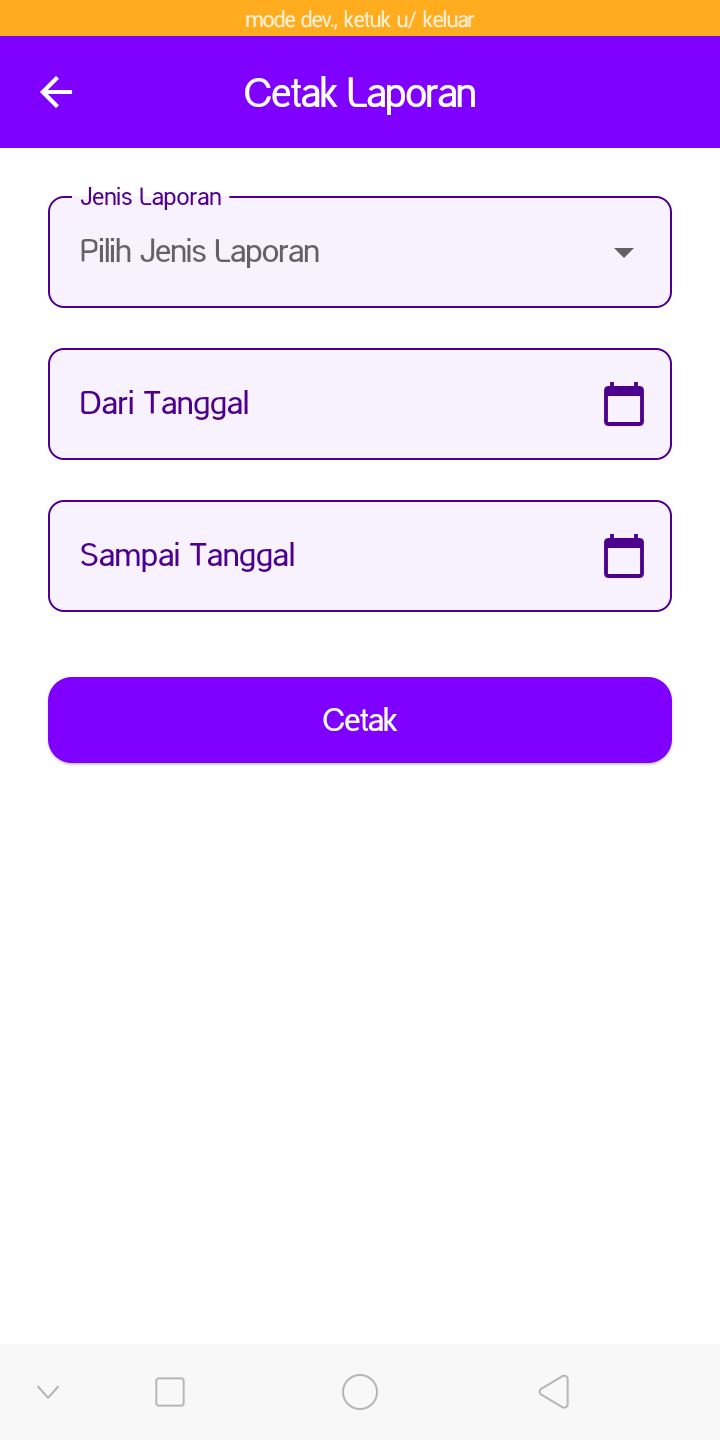 mode dev., ketuk u/ keluar
Cetak Laporan
Jenis Laporan
Pilih Jenis Laporan
Dari Tanggal
Sampai Tanggal
Cetak